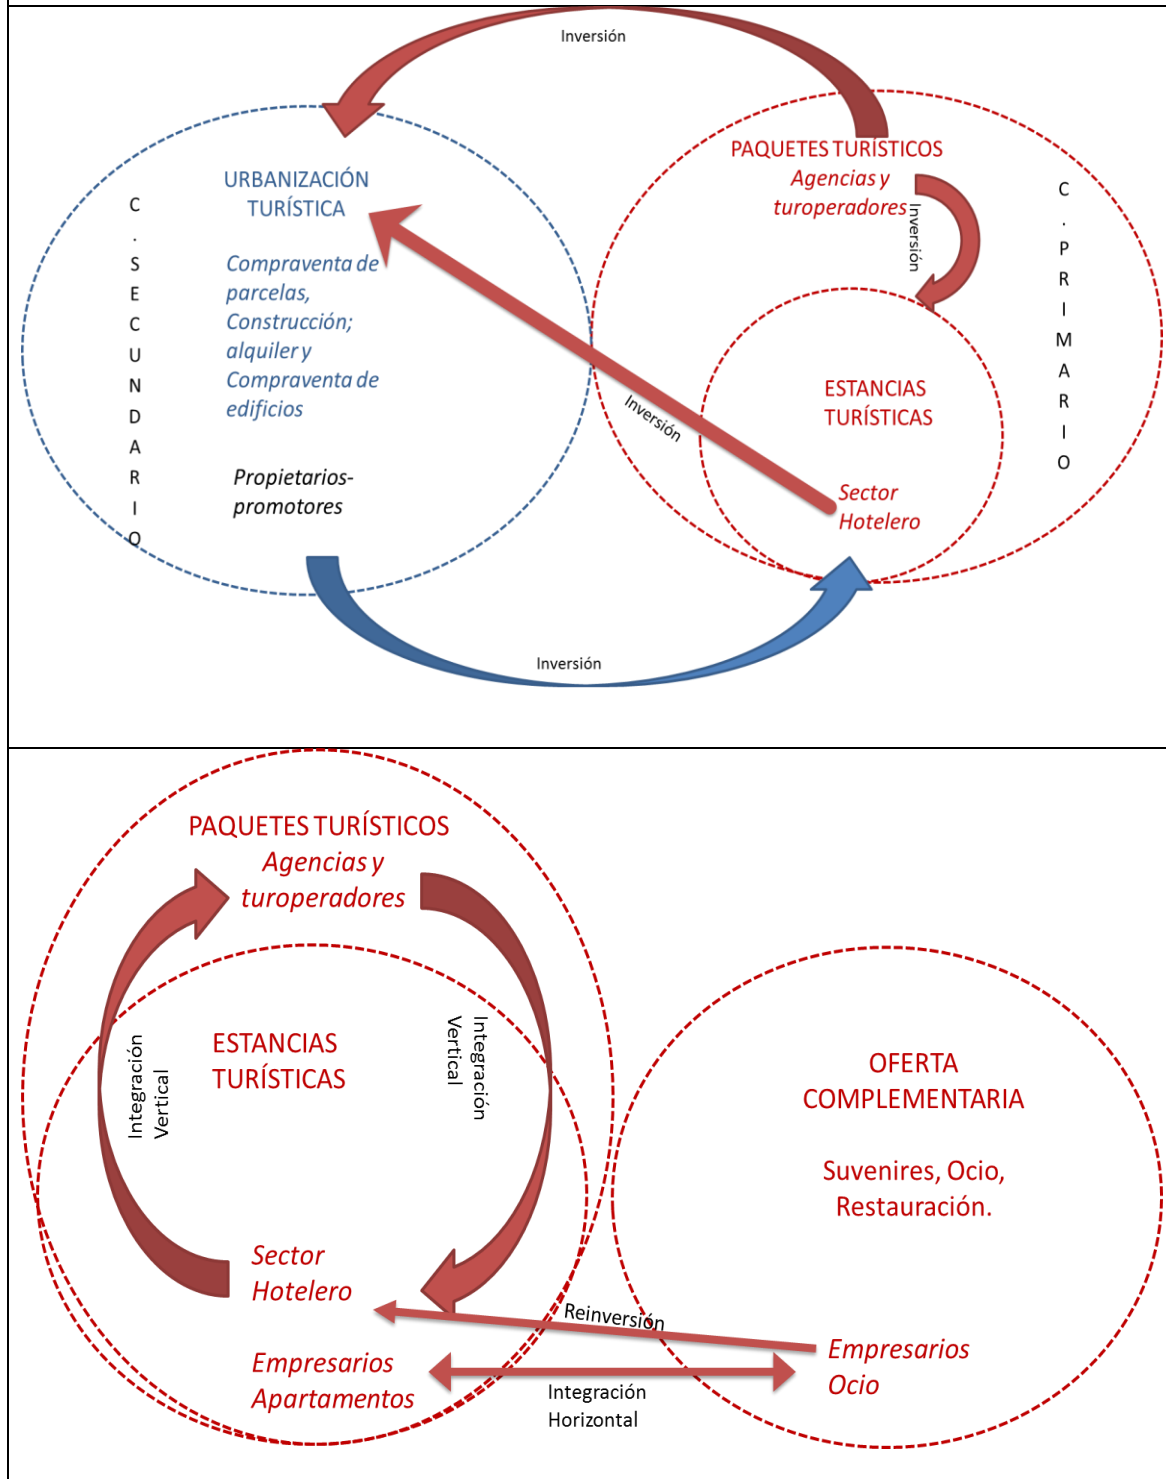 Inversión
PAQUETES TURÍSTICOS
Agencias y
turoperadores
Inversión
C.PRIMARIO
URBANIZACIÓN
TURÍSTICA
C.SECUNDARIO
Compraventa de
parcelas,
Construcción;
alquiler y
Compraventa de
edificios
Propietarios-
promotores
ESTANCIAS
TURÍSTICAS
Inversión
Sector
Hotelero
Inversión
PAQUETES TURÍSTICOS
Agencias y
turoperadores
Integración
Vertical
ESTANCIAS
TURÍSTICAS
Integración
Vertical
OFERTA
COMPLEMENTARIA
Suvenires, Ocio,
Restauración.
Sector
Hotelero
Reinversión
Empresarios
Apartamentos
Integración
Horizontal
Empresarios
Ocio